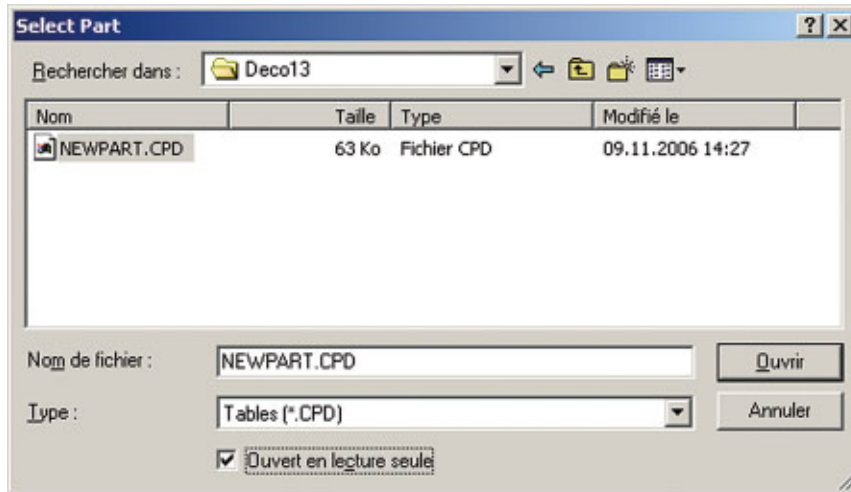 Select Part
Rechercher dans : Deco13
Nom Taille Type Modifié le
NEWPART.CPD 63 Ko Fichier CPD 09.11.2006 14:27
Nom de fichier : NEWPART.CPD Ouvrir
Type : Tables (*.CPD) Annuler
Ouvert en lecture seule